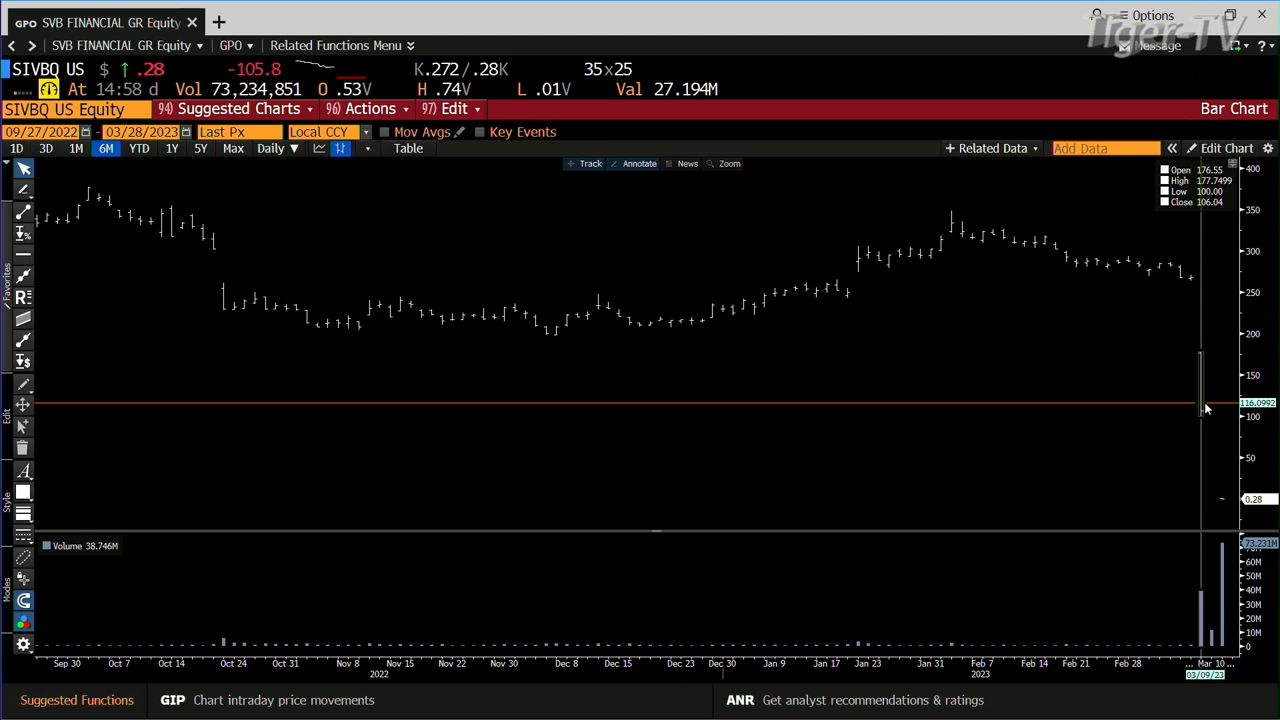 GPO SVB FINANCIAL GR Equity
Options
SVB FINANCIAL GR Equity GPO Related Functions Menu
Message
Tiger-TV
SIVBQ US $ ↑ .28 -105.8 K.272/.28K 35x25
At 14:58 d Vol 73,234,851 O .53V H .74V L .01V Val 27.194M
SIVBQ US Equity 94) Suggested Charts 96) Actions 97) Edit Bar Chart
09/27/2022 - 03/28/2023 Last Px Local CCY Mov Avgs Key Events
1D 3D 1M 6M YTD 1Y 5Y Max Daily ▼ Table + Related Data Add Data « Edit Chart
Track Annotate News Zoom
Open 176.55
High 177.7499
Low 100.00
Close 106.04
400
350
300
250
200
150
116.0992
100
50
0.28
Favorites
Edit
Style
Modes
Volume 38.746M
73.231M
60M
50M
40M
30M
20M
10M
0
Sep 30 Oct 7 Oct 14 Oct 24 Oct 31 Nov 8 Nov 15 Nov 22 Nov 30 Dec 8 Dec 15 Dec 23 Dec 30 Jan 9 Jan 17 Jan 23 Jan 31 Feb 7 Feb 14 Feb 21 Feb 28 ... Mar 10 ...
2022 2023 03/09/23
Suggested Functions GIP Chart intraday price movements ANR Get analyst recommendations & ratings